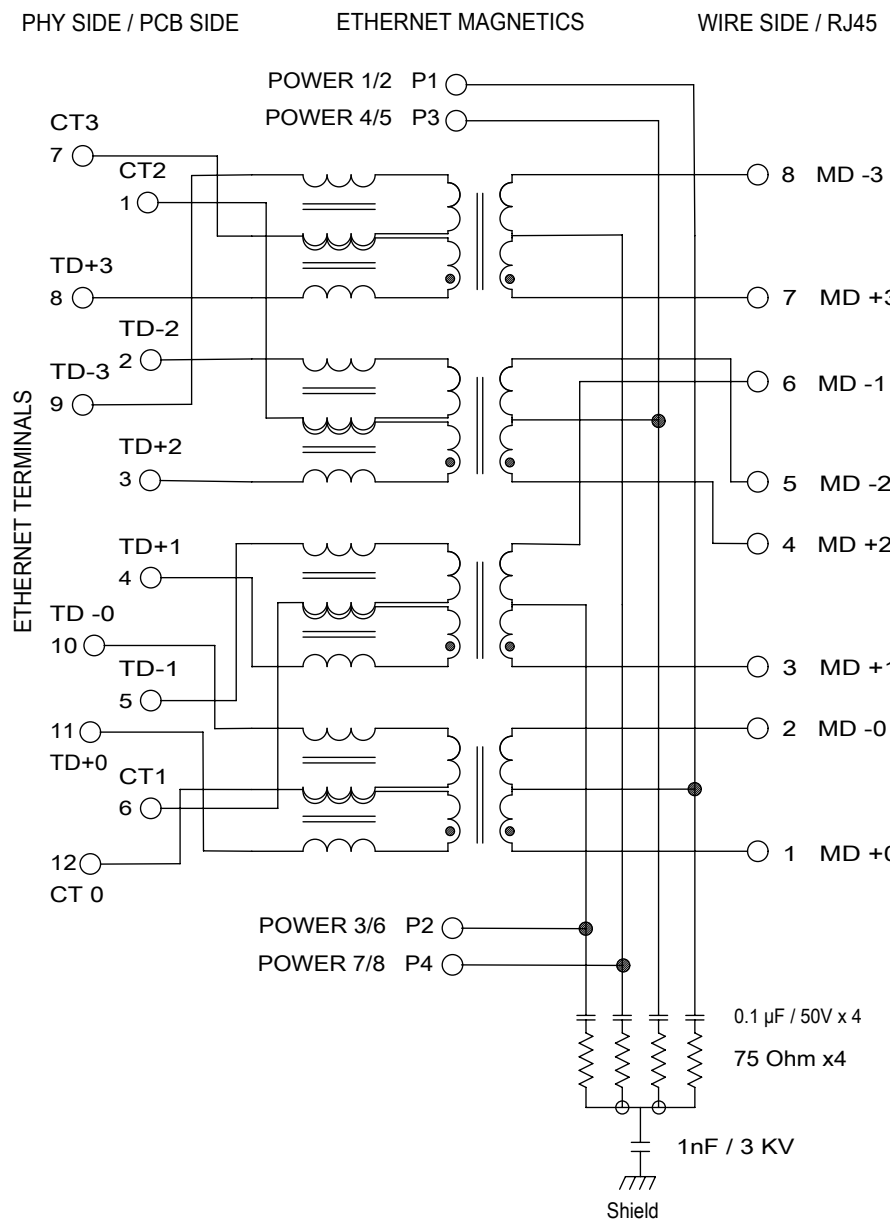 PHY SIDE / PCB SIDE ETHERNET MAGNETICS WIRE SIDE / RJ45
POWER 1/2 P1
POWER 4/5 P3
CT3
7
CT2
1
8 MD -3
TD+3
8
7 MD +3
TD-2
2
TD-3
9
6 MD -1
ETHERNET TERMINALS
TD+2
3
5 MD -2
TD+1
4
4 MD +2
TD -0
10
TD-1
5
3 MD +1
11
TD+0
2 MD -0
CT1
6
12
CT 0
1 MD +0
POWER 3/6 P2
POWER 7/8 P4
0.1 µF / 50V x 4
75 Ohm x4
1nF / 3 KV
Shield